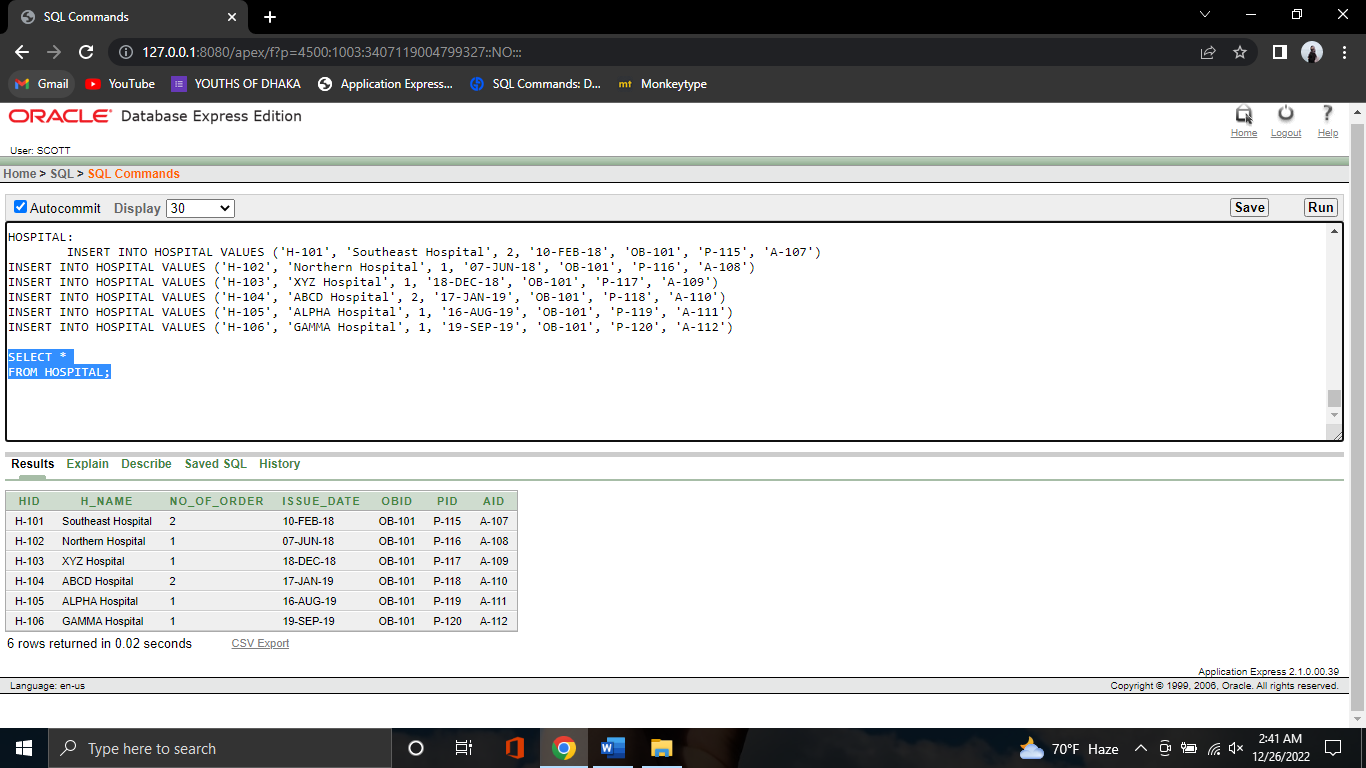 SQL Commands
127.0.0.1:8080/apex/f?p=4500:1003:3407119004799327::NO:::
Gmail YouTube YOUTHS OF DHAKA Application Express... SQL Commands: D... mt Monkeytype
ORACLE Database Express Edition
Home Logout Help
User: SCOTT
Home > SQL > SQL Commands
Autocommit Display 30 Save Run
HOSPITAL:
INSERT INTO HOSPITAL VALUES ('H-101', 'Southeast Hospital', 2, '10-FEB-18', 'OB-101', 'P-115', 'A-107')
INSERT INTO HOSPITAL VALUES ('H-102', 'Northern Hospital', 1, '07-JUN-18', 'OB-101', 'P-116', 'A-108')
INSERT INTO HOSPITAL VALUES ('H-103', 'XYZ Hospital', 1, '18-DEC-18', 'OB-101', 'P-117', 'A-109')
INSERT INTO HOSPITAL VALUES ('H-104', 'ABCD Hospital', 2, '17-JAN-19', 'OB-101', 'P-118', 'A-110')
INSERT INTO HOSPITAL VALUES ('H-105', 'ALPHA Hospital', 1, '16-AUG-19', 'OB-101', 'P-119', 'A-111')
INSERT INTO HOSPITAL VALUES ('H-106', 'GAMMA Hospital', 1, '19-SEP-19', 'OB-101', 'P-120', 'A-112')
SELECT *
FROM HOSPITAL;
Results Explain Describe Saved SQL History
HID H_NAME NO_OF_ORDER ISSUE_DATE OBID PID AID
H-101 Southeast Hospital 2 10-FEB-18 OB-101 P-115 A-107
H-102 Northern Hospital 1 07-JUN-18 OB-101 P-116 A-108
H-103 XYZ Hospital 1 18-DEC-18 OB-101 P-117 A-109
H-104 ABCD Hospital 2 17-JAN-19 OB-101 P-118 A-110
H-105 ALPHA Hospital 1 16-AUG-19 OB-101 P-119 A-111
H-106 GAMMA Hospital 1 19-SEP-19 OB-101 P-120 A-112
6 rows returned in 0.02 seconds CSV Export
Application Express 2.1.0.00.39
Language: en-us Copyright © 1999, 2006, Oracle. All rights reserved.
Type here to search 70°F Haze 2:41 AM
12/26/2022